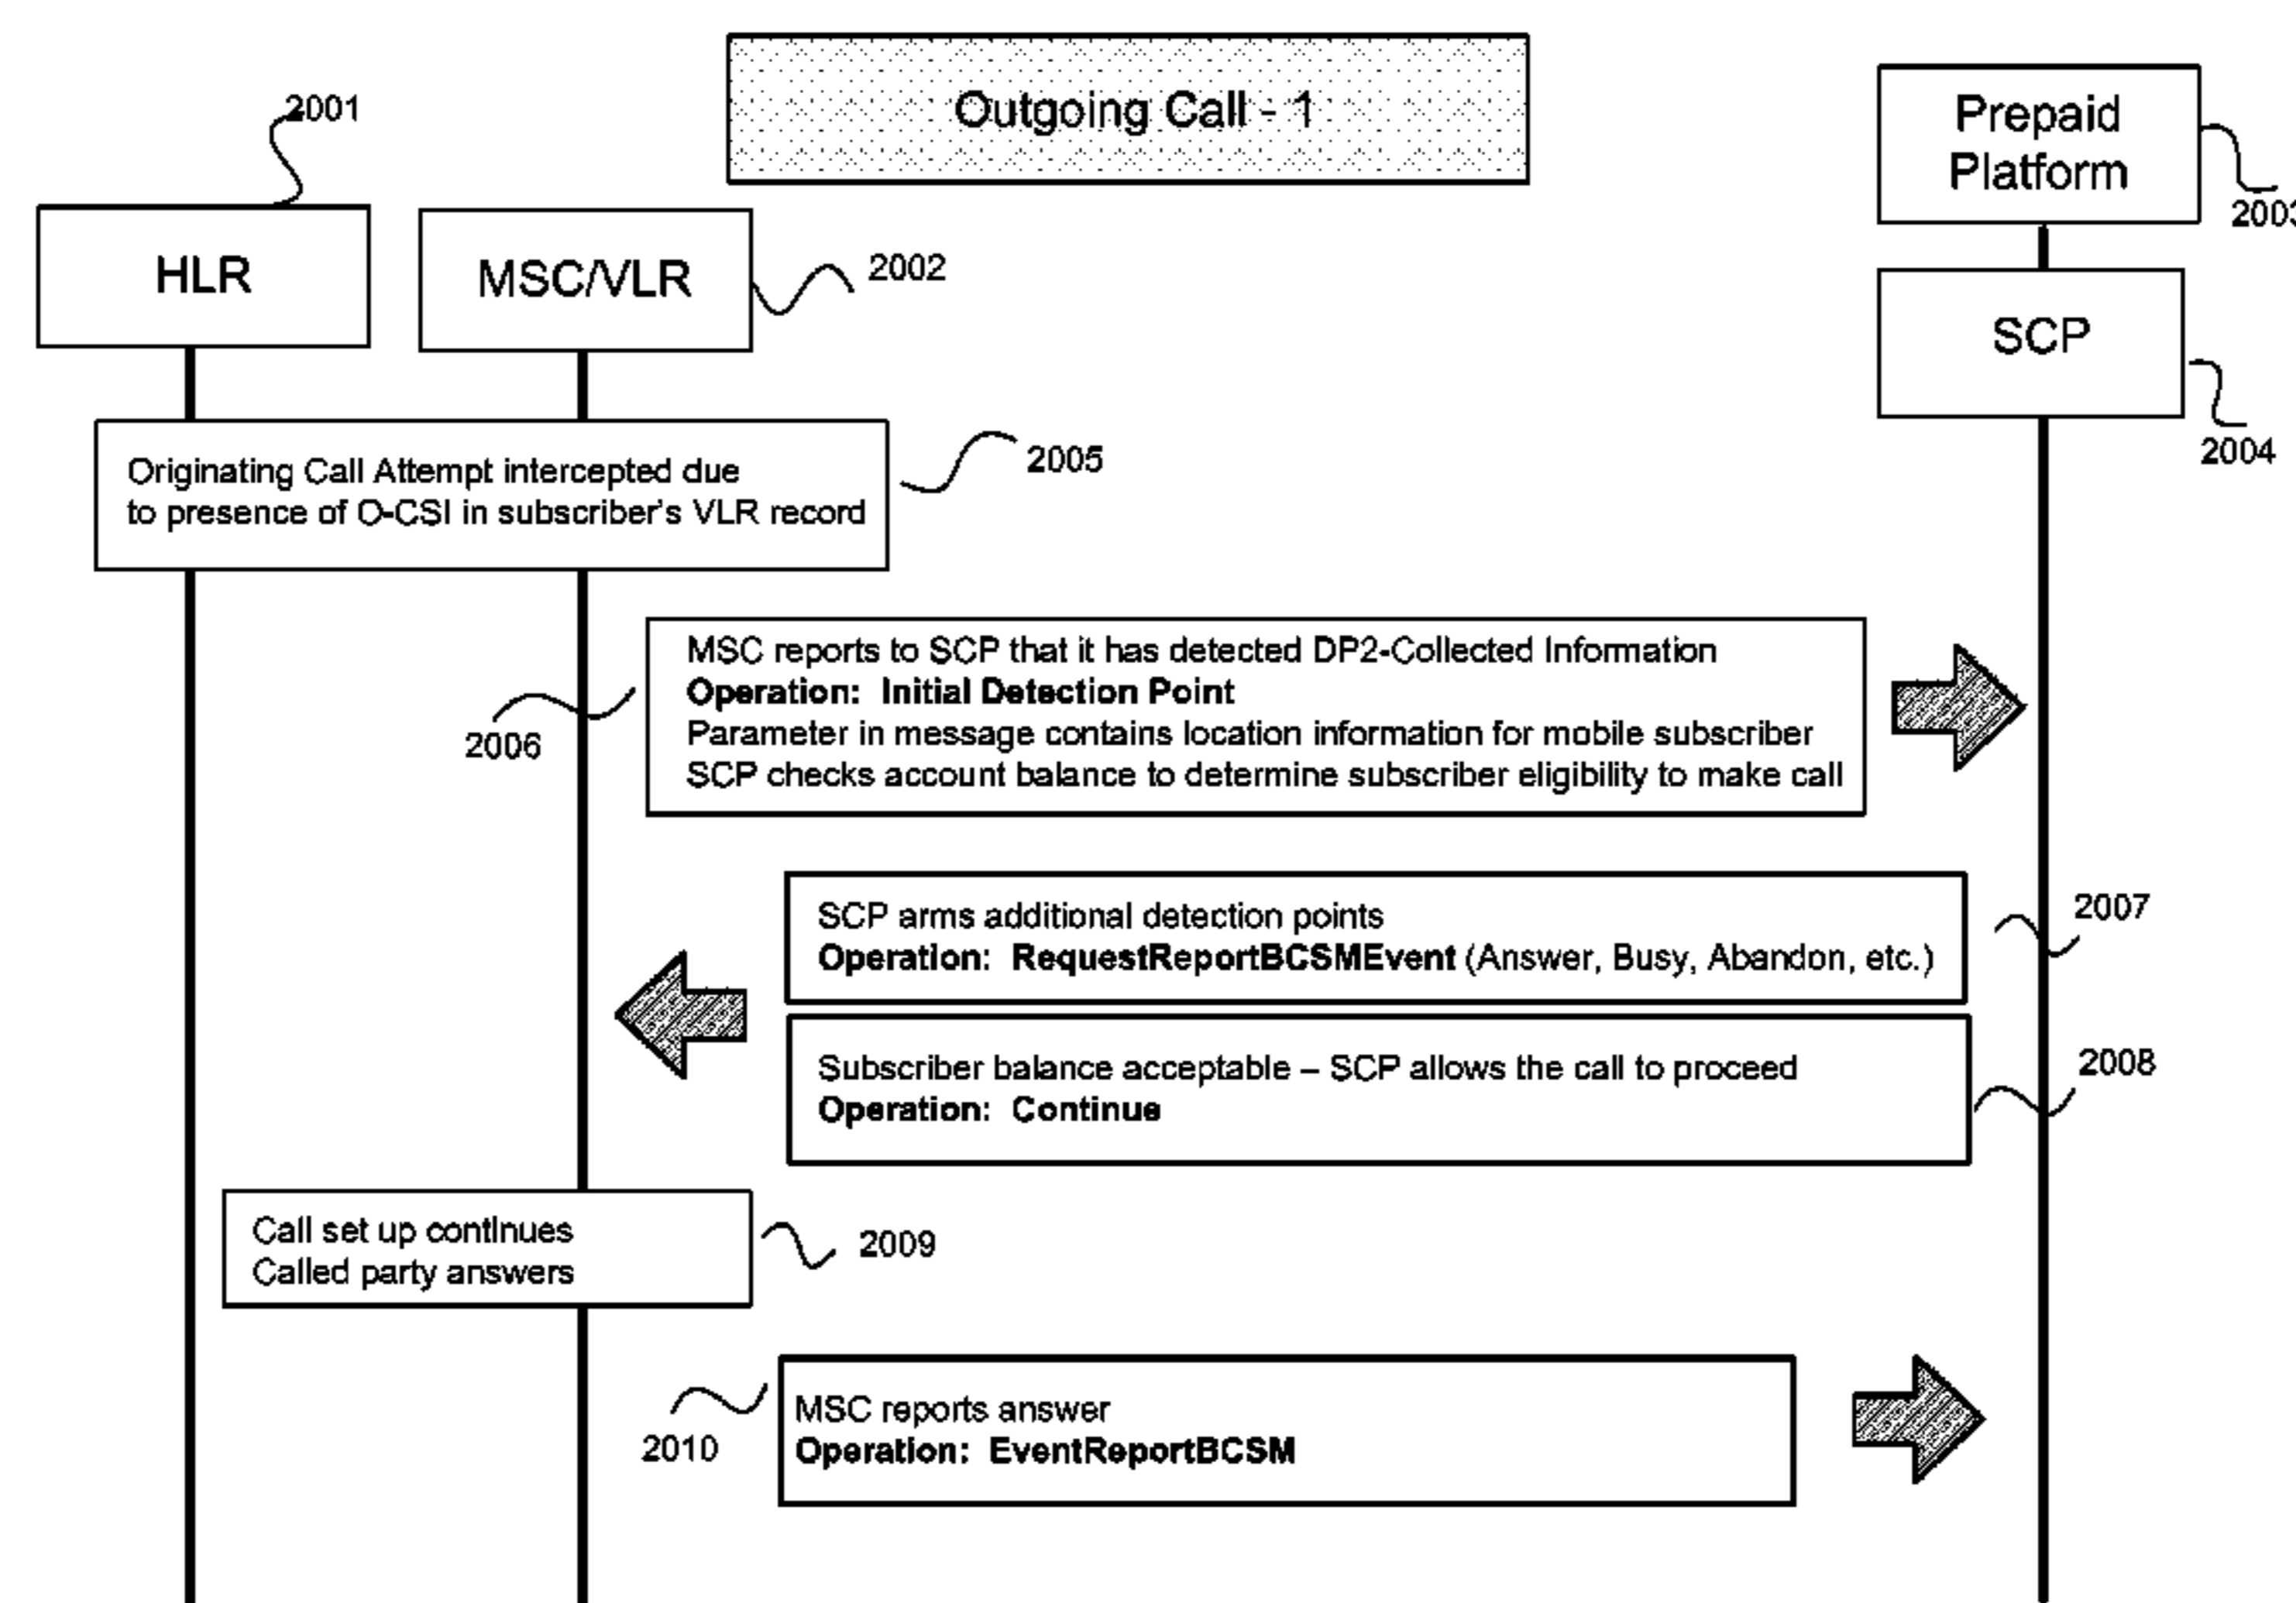 Outgoing Call - 1
2001
Prepaid
Platform
2003
HLR
MSC/VLR
2002
SCP
2004
Originating Call Attempt intercepted due
to presence of O-CSI in subscriber's VLR record
2005
MSC reports to SCP that it has detected DP2-Collected Information
Operation: Initial Detection Point
Parameter in message contains location information for mobile subscriber
SCP checks account balance to determine subscriber eligibility to make call
2006
SCP arms additional detection points
Operation: RequestReportBCSMEvent (Answer, Busy, Abandon, etc.)
2007
Subscriber balance acceptable – SCP allows the call to proceed
Operation: Continue
2008
Call set up continues
Called party answers
2009
MSC reports answer
Operation: EventReportBCSM
2010